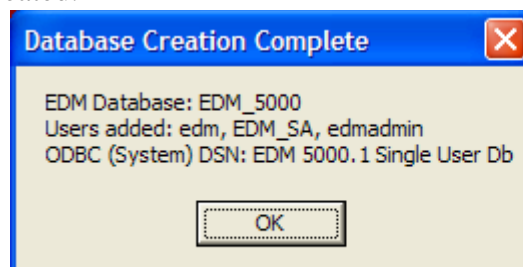 Database Creation Complete
EDM Database: EDM_5000
Users added: edm, EDM_SA, edmadmin
ODBC (System) DSN: EDM 5000.1 Single User Db
OK